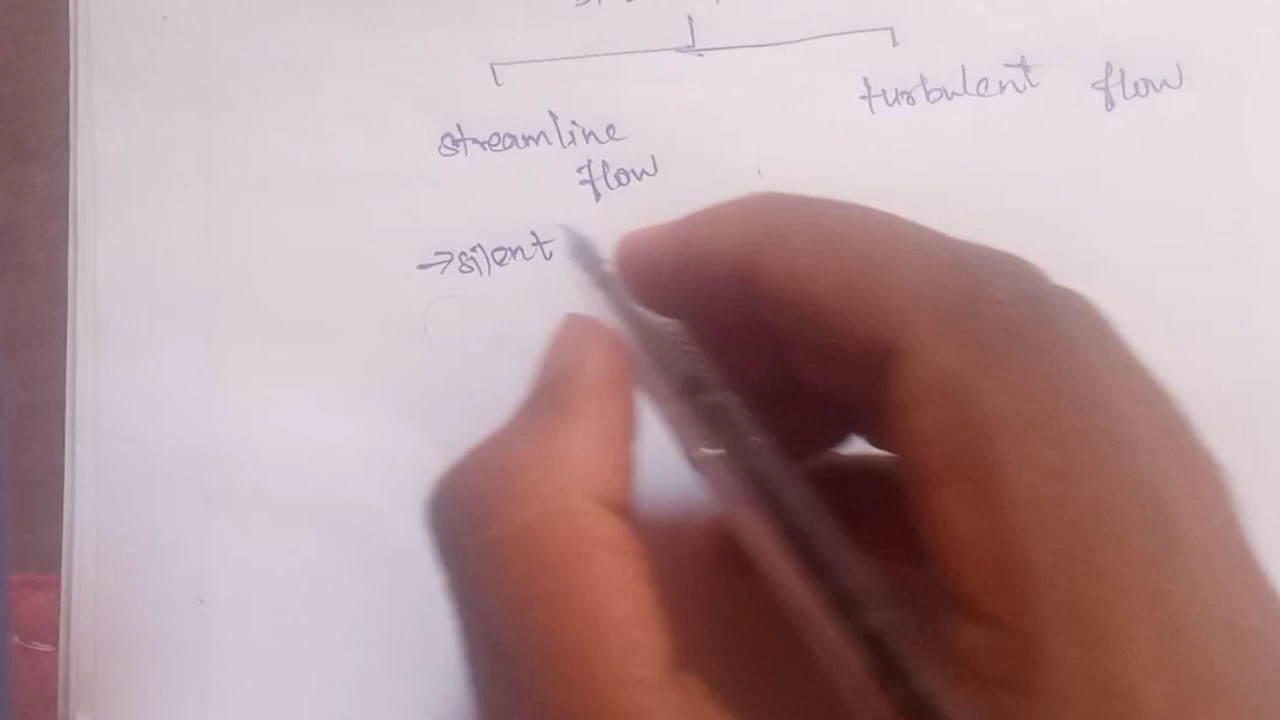 turbulent flow
streamline
flow
→silent